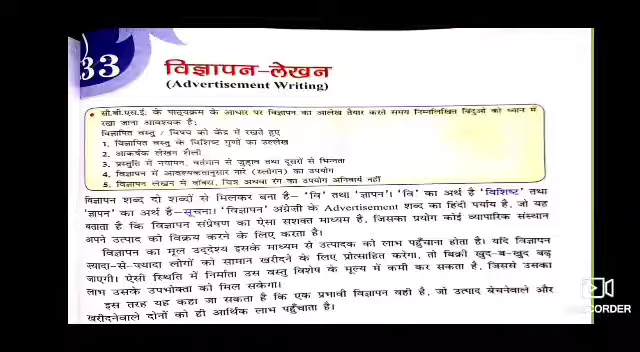 33
विज्ञापन-लेखन
(Advertisement Writing)
★ सी.बी.एस.ई. के पाठ्यक्रम के आधार पर विज्ञापन का आलेख तैयार करते समय निम्नलिखित बिंदुओं को ध्यान में
रखा जाना आवश्यक है:
विज्ञापित वस्तु / विषय को केंद्र में रखते हुए
1. विज्ञापित वस्तु के विशिष्ट गुणों का उल्लेख
2. आकर्षक लेखन शैली
3. प्रस्तुति में नयापन, वर्तमान से जुड़ाव तथा दूसरों से भिन्नता
4. विज्ञापन में आवश्यकतानुसार नारे (स्लोगन) का उपयोग
5. विज्ञापन लेखन में बॉक्स, चित्र अथवा रंग का उपयोग अनिवार्य नहीं
विज्ञापन शब्द दो शब्दों से मिलकर बना है- 'वि' तथा 'ज्ञापन'। 'वि' का अर्थ है 'विशिष्ट' तथा
'ज्ञापन' का अर्थ है-सूचना। 'विज्ञापन' अंग्रेजी के Advertisement शब्द का हिंदी पर्याय है, जो यह
बताता है कि विज्ञापन संप्रेषण का ऐसा सशक्त माध्यम है, जिसका प्रयोग कोई व्यापारिक संस्थान
अपने उत्पाद को विक्रय करने के लिए करता है।
विज्ञापन का मूल उद्देश्य इसके माध्यम से उत्पादक को लाभ पहुँचाना होता है। यदि विज्ञापन
ज़्यादा-से-ज़्यादा लोगों को सामान खरीदने के लिए प्रोत्साहित करेगा, तो बिक्री खुद-ब-खुद बढ़
जाएगी। ऐसी स्थिति में निर्माता उस वस्तु विशेष के मूल्य में कमी कर सकता है, जिससे उसका
लाभ उसके उपभोक्ता को मिल सकेगा।
इस तरह यह कहा जा सकता है कि एक प्रभावी विज्ञापन वही है, जो उत्पाद बेचनेवाले और
खरीदनेवाले दोनों को ही आर्थिक लाभ पहुँचाता है।
CORDER